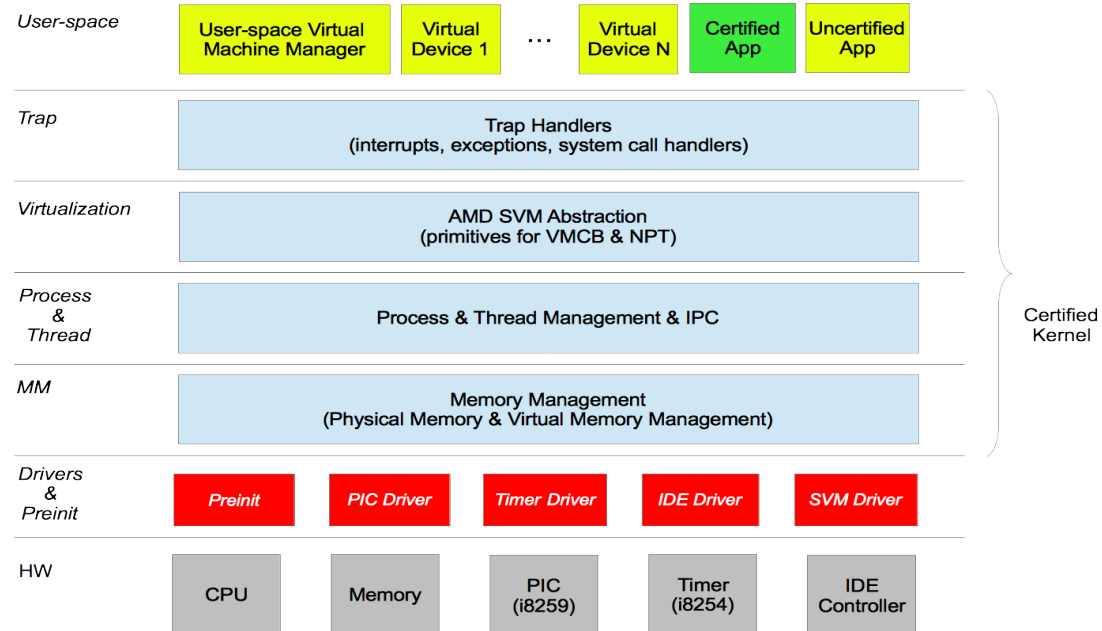 User-space
User-space Virtual
Machine Manager
Virtual
Device 1
...
Virtual
Device N
Certified
App
Uncertified
App
Trap
Trap Handlers
(interrupts, exceptions, system call handlers)
Virtualization
AMD SVM Abstraction
(primitives for VMCB & NPT)
Process
&
Thread
Process & Thread Management & IPC
Certified
Kernel
MM
Memory Management
(Physical Memory & Virtual Memory Management)
Drivers
&
Preinit
Preinit
PIC Driver
Timer Driver
IDE Driver
SVM Driver
HW
CPU
Memory
PIC
(i8259)
Timer
(i8254)
IDE
Controller